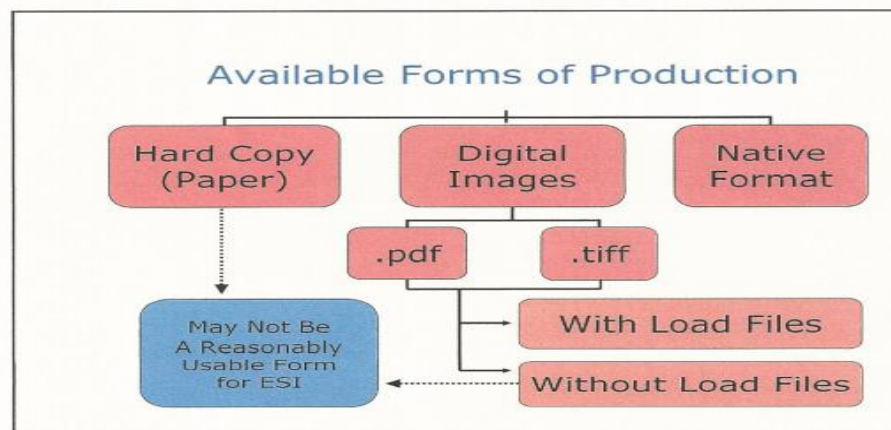 Available Forms of Production
Hard Copy
(Paper)
Digital
Images
Native
Format
.pdf
.tiff
May Not Be
A Reasonably
Usable Form
for ESI
With Load Files
Without Load Files